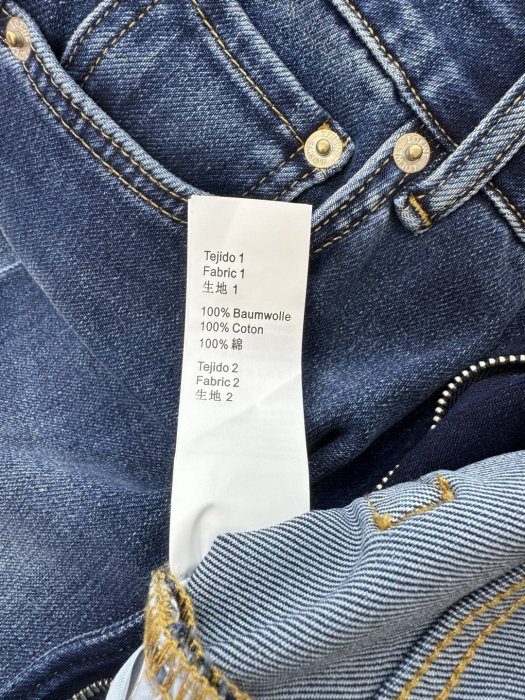 Tejido 1
Fabric 1
生地 1
100% Baumwolle
100% Coton
100% 綿
Tejido 2
Fabric 2
生地 2